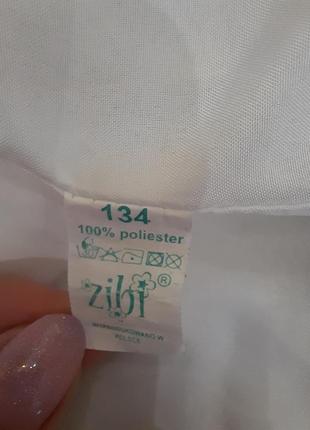 134
100% poliester
zibi®
WYPRODUKOWANO W
POLSCE